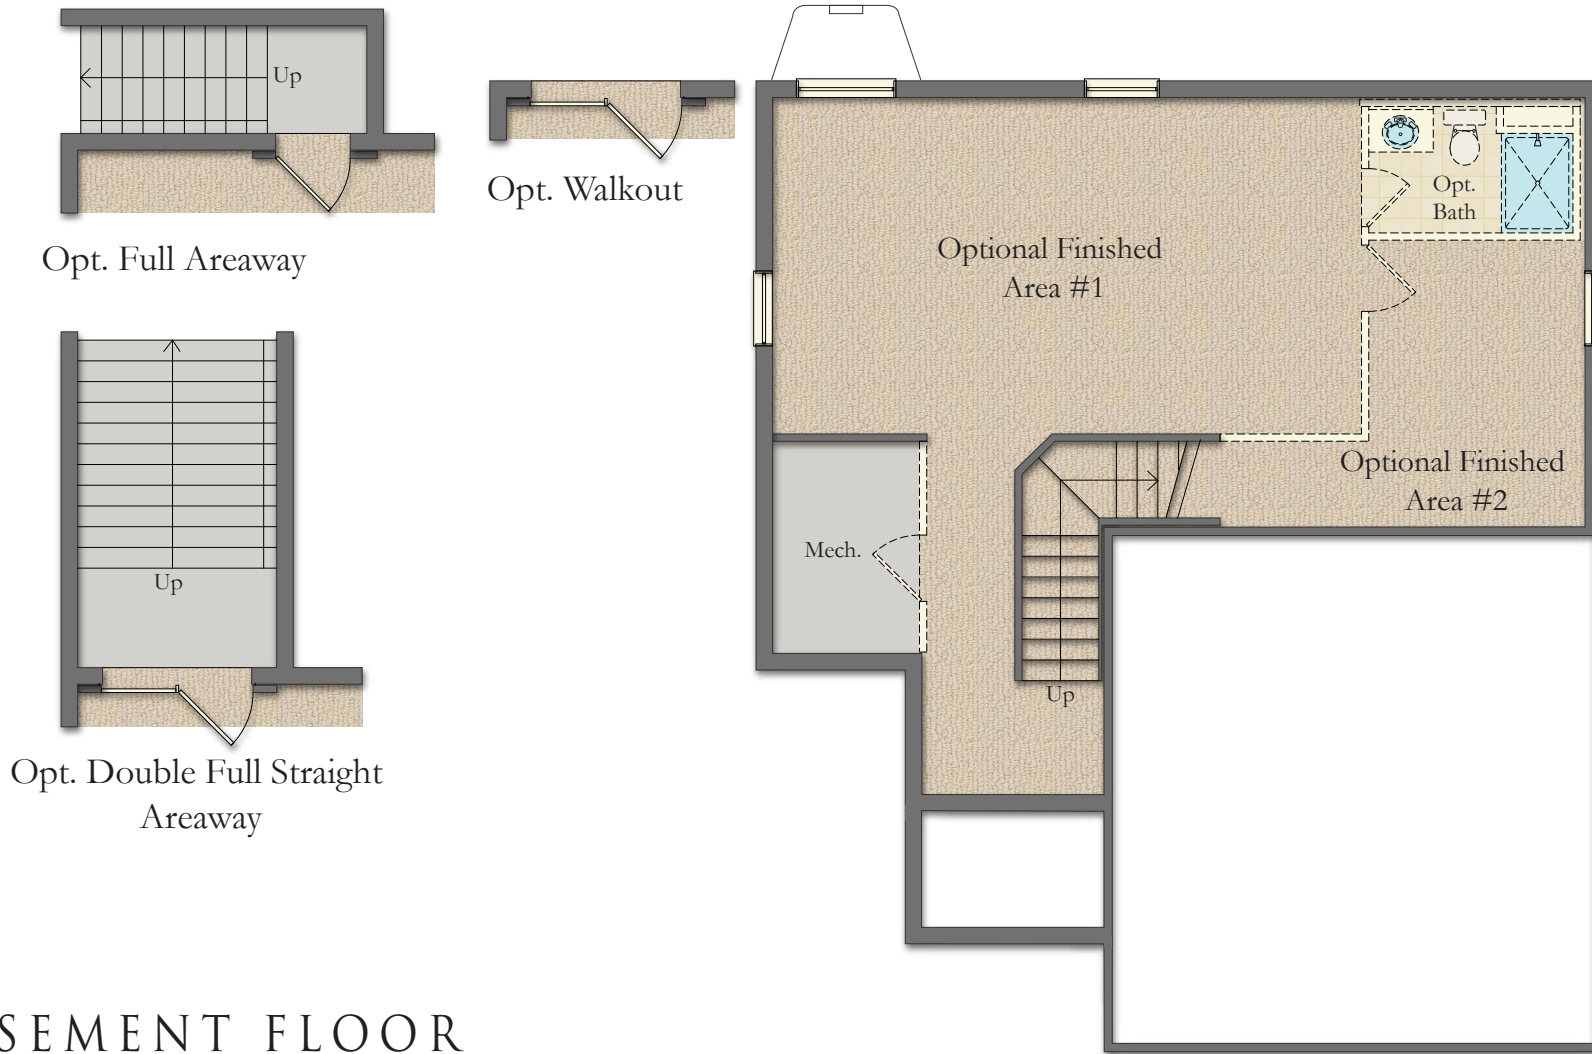 Up
Opt. Full Areaway
Opt. Walkout
Up
Opt. Double Full Straight
Areaway
Optional Finished
Area #1
Opt.
Bath
Optional Finished
Area #2
Mech.
Up
SEMENT FLOOR